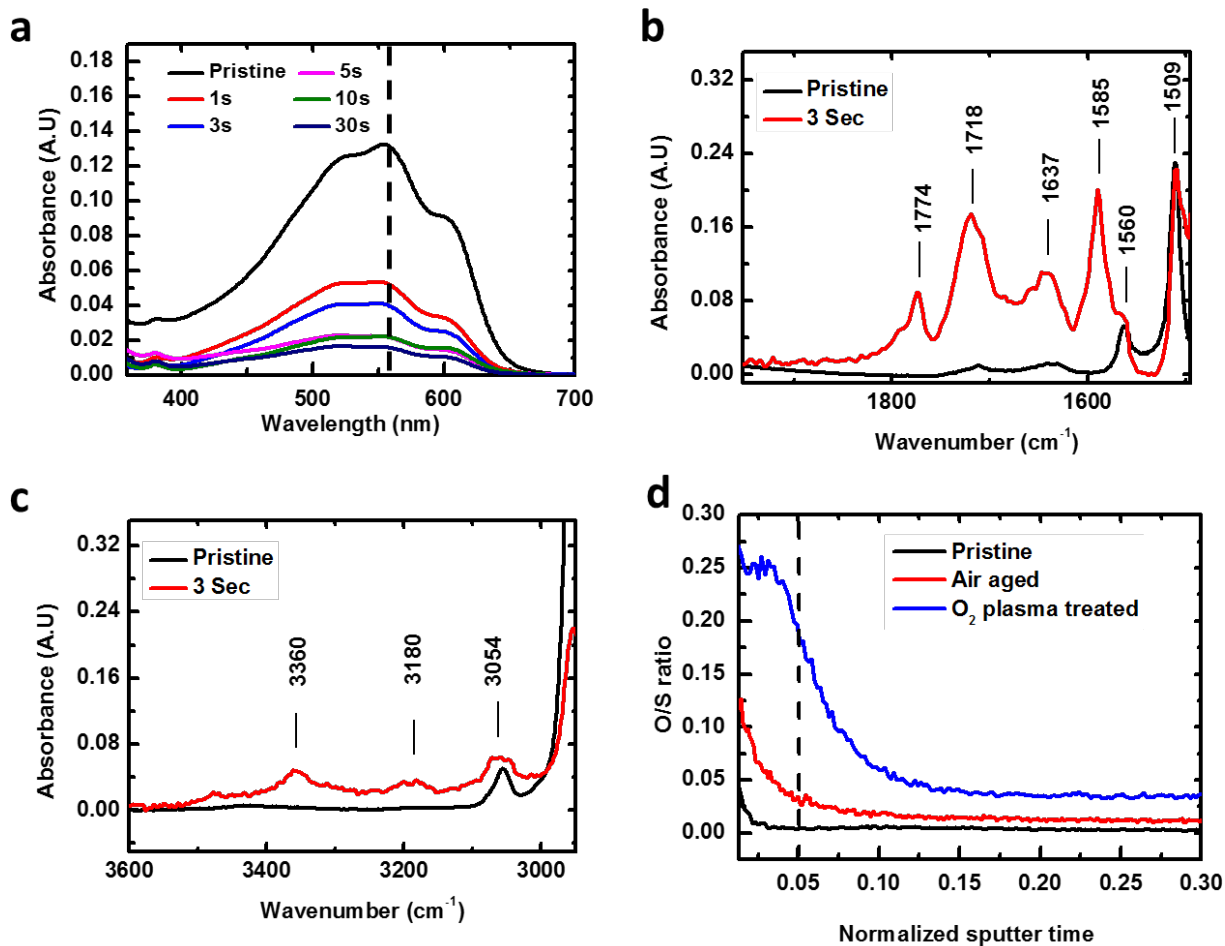 a
0.18
0.16
0.14
0.12
0.10
0.08
0.06
0.04
0.02
0.00
Absorbance (A.U)
Pristine
1s
3s
5s
10s
30s
400
500
600
700
Wavelength (nm)
b
0.32
0.24
0.16
0.08
0.00
Absorbance (A.U)
Pristine
3 Sec
1774
1718
1637
1585
1560
1509
1800
1600
Wavenumber (cm-1)
c
0.32
0.24
0.16
0.08
0.00
Absorbance (A.U)
Pristine
3 Sec
3360
3180
3054
3600
3400
3200
3000
Wavenumber (cm-1)
d
0.30
0.25
0.20
0.15
0.10
0.05
0.00
O/S ratio
Pristine
Air aged
O2 plasma treated
0.05
0.10
0.15
0.20
0.25
0.30
Normalized sputter time